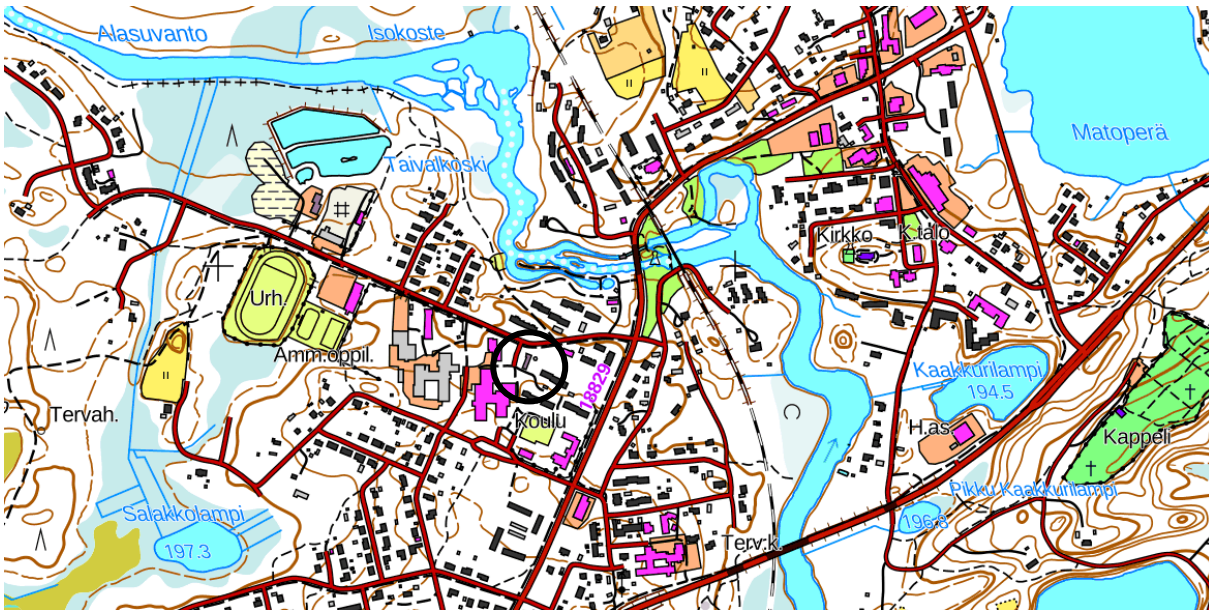 Alasuvanto
Isokoste
Matoperä
Taivalkoski
Kirkko
K.talo
Urh.
Amm.oppil.
Kaakkurilampi
194.5
18829
Tervah.
Koulu
H.as.
Kappeli
Salakkolampi
197.3
Pikku Kaakkurilampi
196.8
Terv.k.